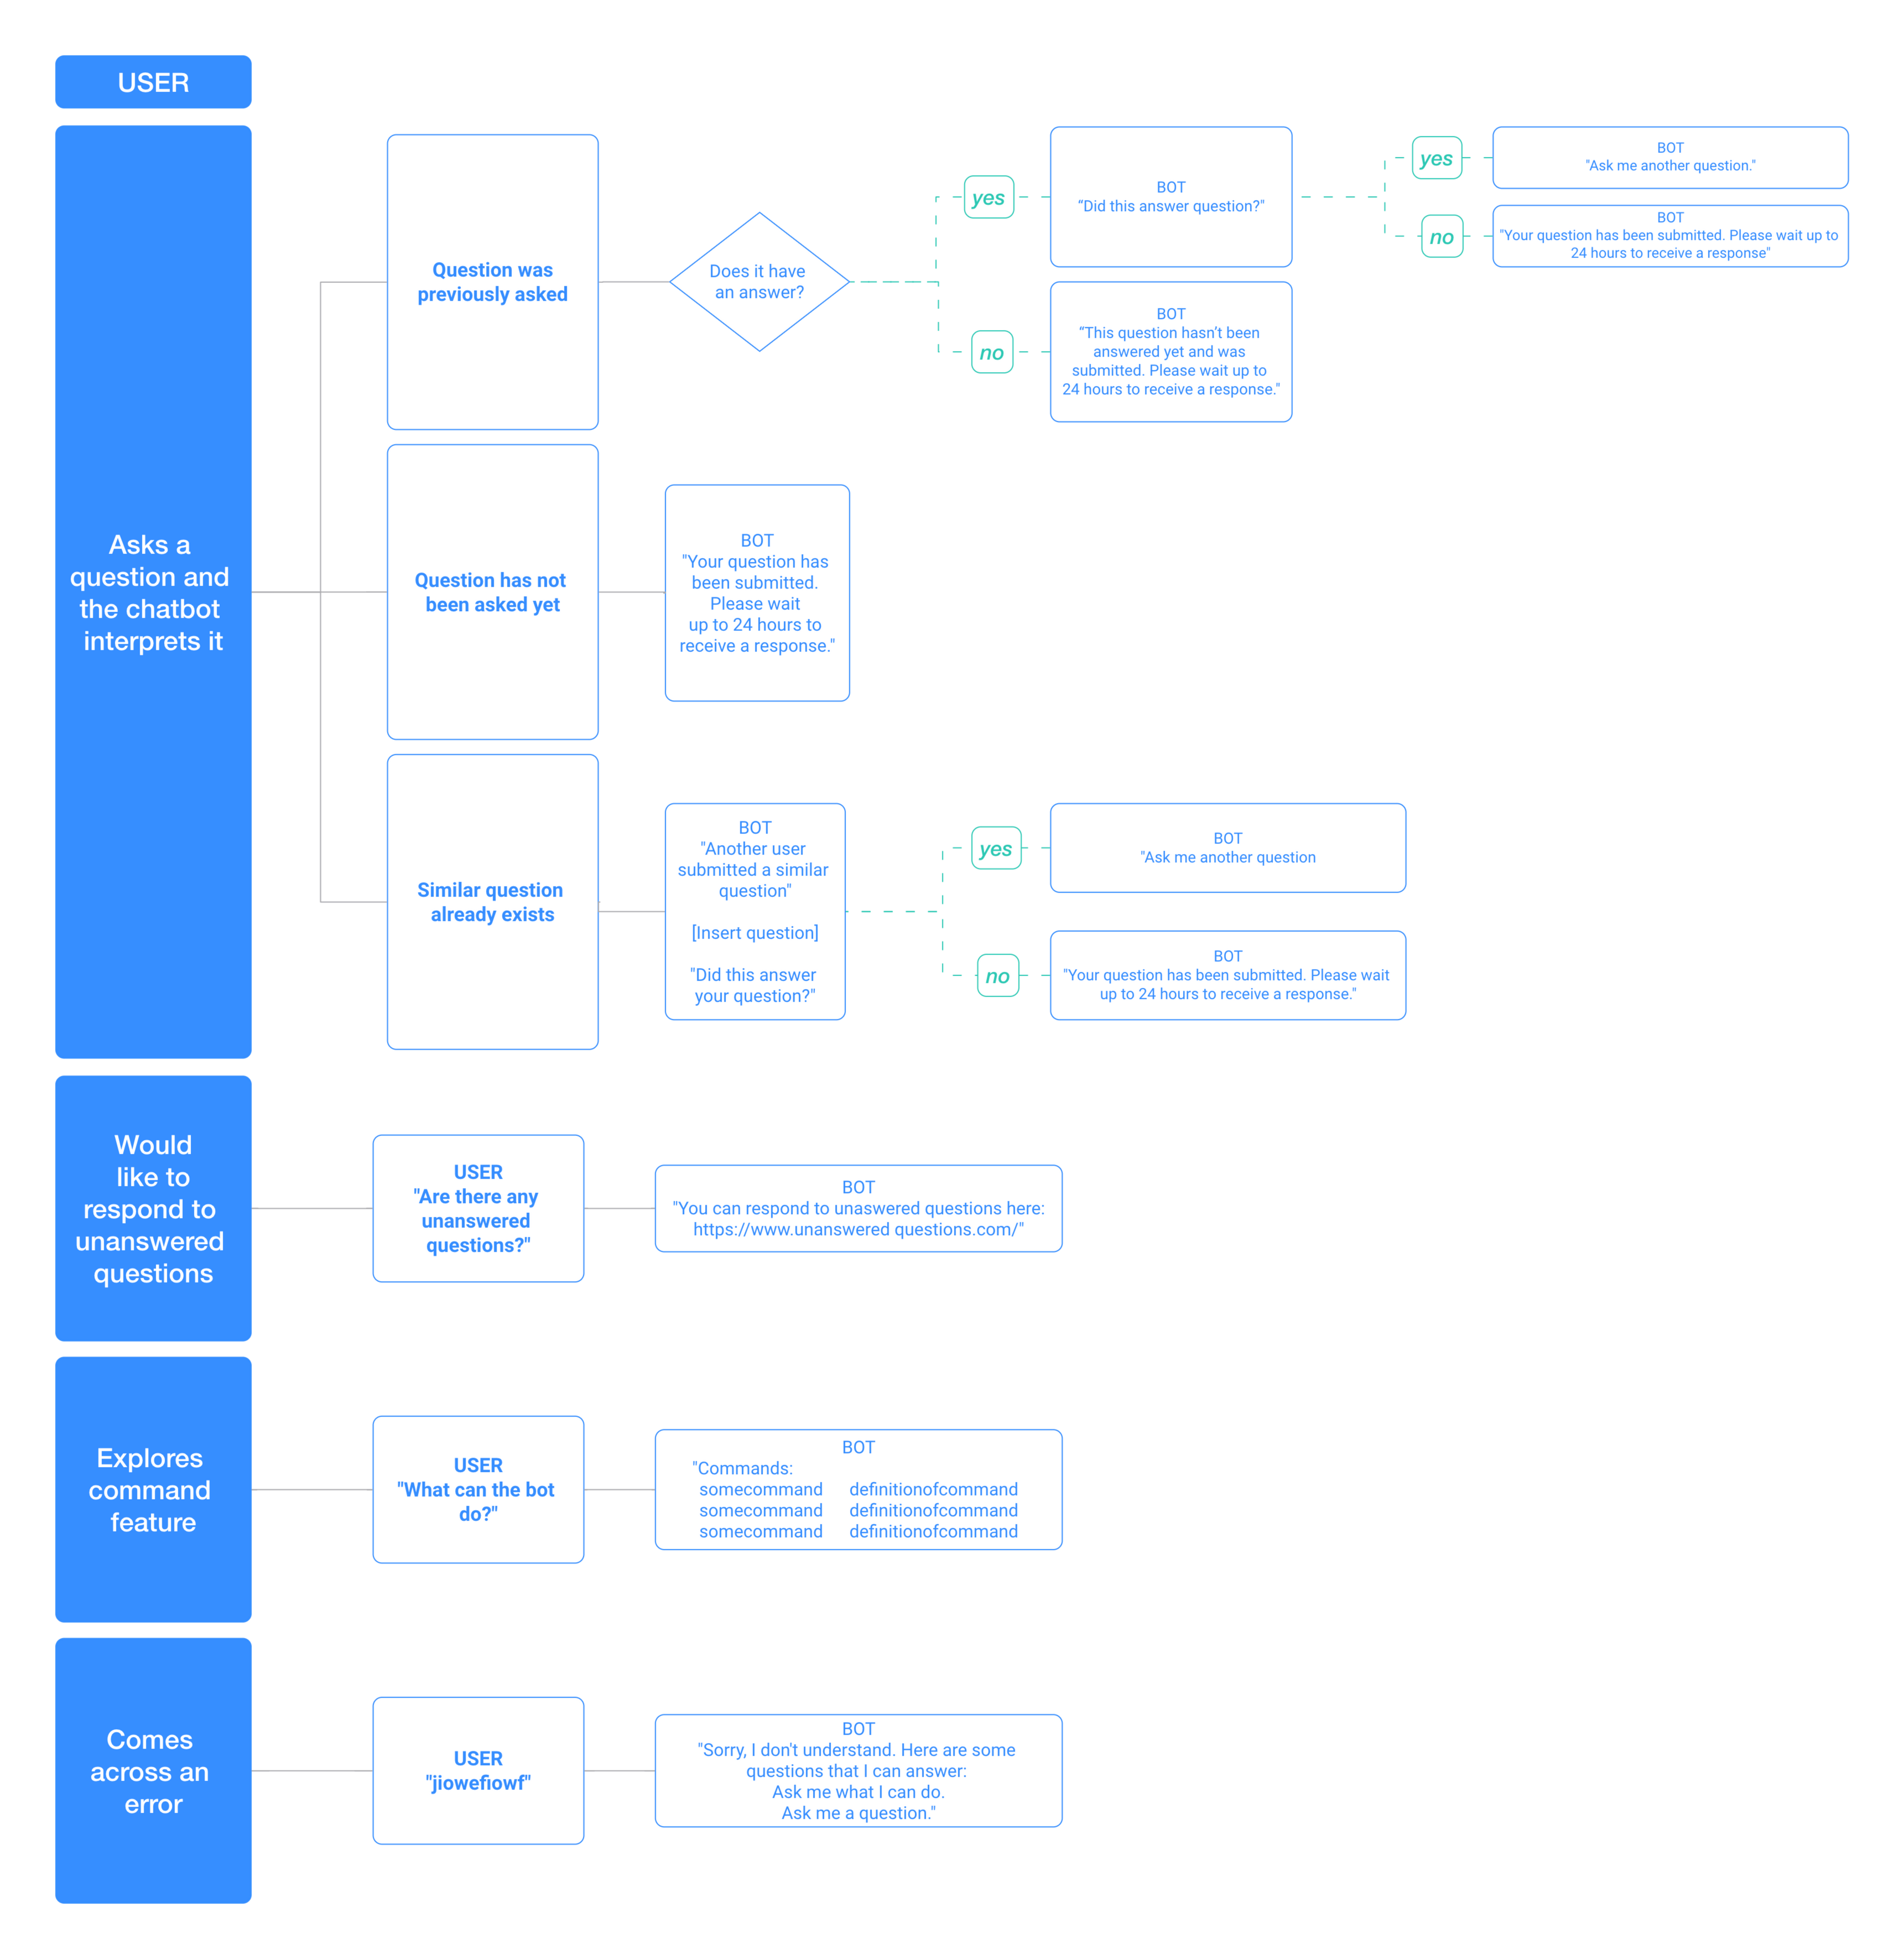 USER
Asks a
question and
the chatbot
interprets it
Question was
previously asked
Does it have
an answer?
yes
BOT
“Did this answer question?"
yes
BOT
"Ask me another question."
no
BOT
"Your question has been submitted. Please wait up to
24 hours to receive a response"
no
BOT
“This question hasn’t been
answered yet and was
submitted. Please wait up to
24 hours to receive a response."
Question has not
been asked yet
BOT
"Your question has
been submitted.
Please wait
up to 24 hours to
receive a response."
Similar question
already exists
BOT
"Another user
submitted a similar
question"
[Insert question]
"Did this answer
your question?"
yes
BOT
"Ask me another question
no
BOT
"Your question has been submitted. Please wait
up to 24 hours to receive a response."
Would
like to
respond to
unanswered
questions
USER
"Are there any
unanswered
questions?"
BOT
"You can respond to unaswered questions here:
https://www.unanswered questions.com/"
Explores
command
feature
USER
"What can the bot
do?"
BOT
"Commands:
somecommand definitionofcommand
somecommand definitionofcommand
somecommand definitionofcommand
Comes
across an
error
USER
"jiowefiowf"
BOT
"Sorry, I don't understand. Here are some
questions that I can answer:
Ask me what I can do.
Ask me a question."